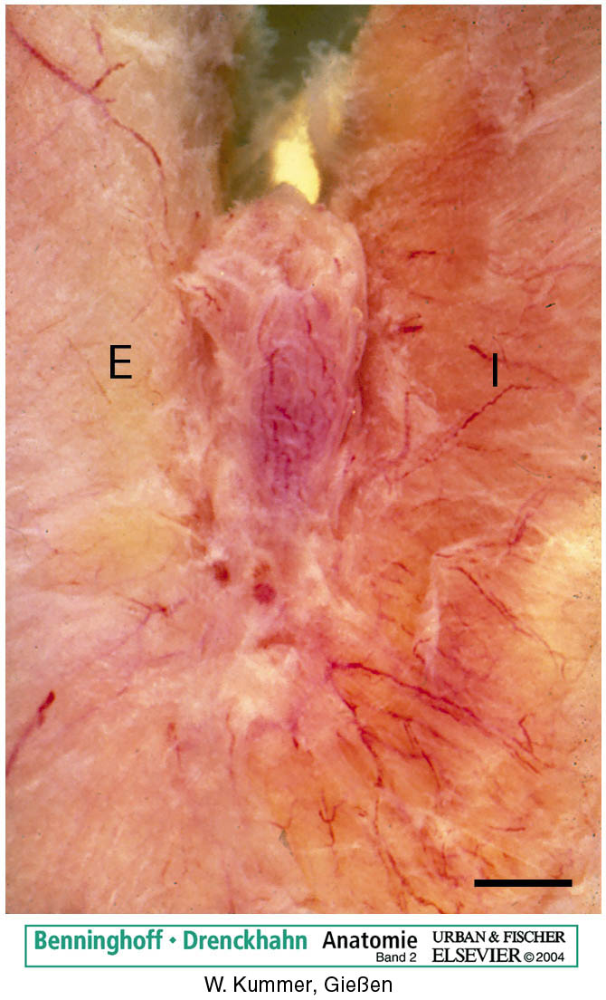 E
I
Benninghoff • Drenckhahn Anatomie URBAN & FISCHER
Band 2 ELSEVIER © 2004
W. Kummer, Gießen